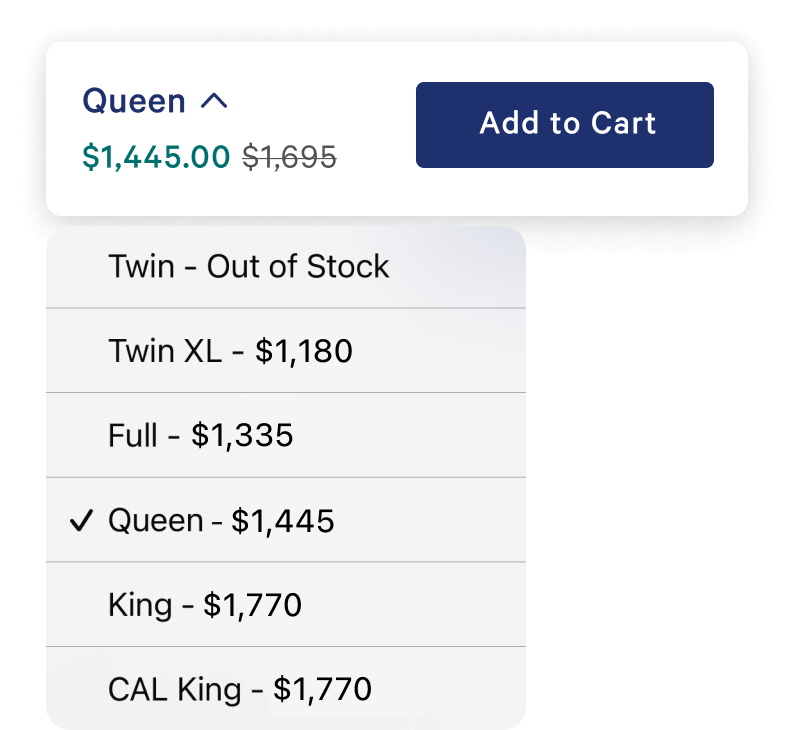 Queen
$1,445.00 $1,695
Add to Cart
Twin - Out of Stock
Twin XL - $1,180
Full - $1,335
Queen - $1,445
King - $1,770
CAL King - $1,770